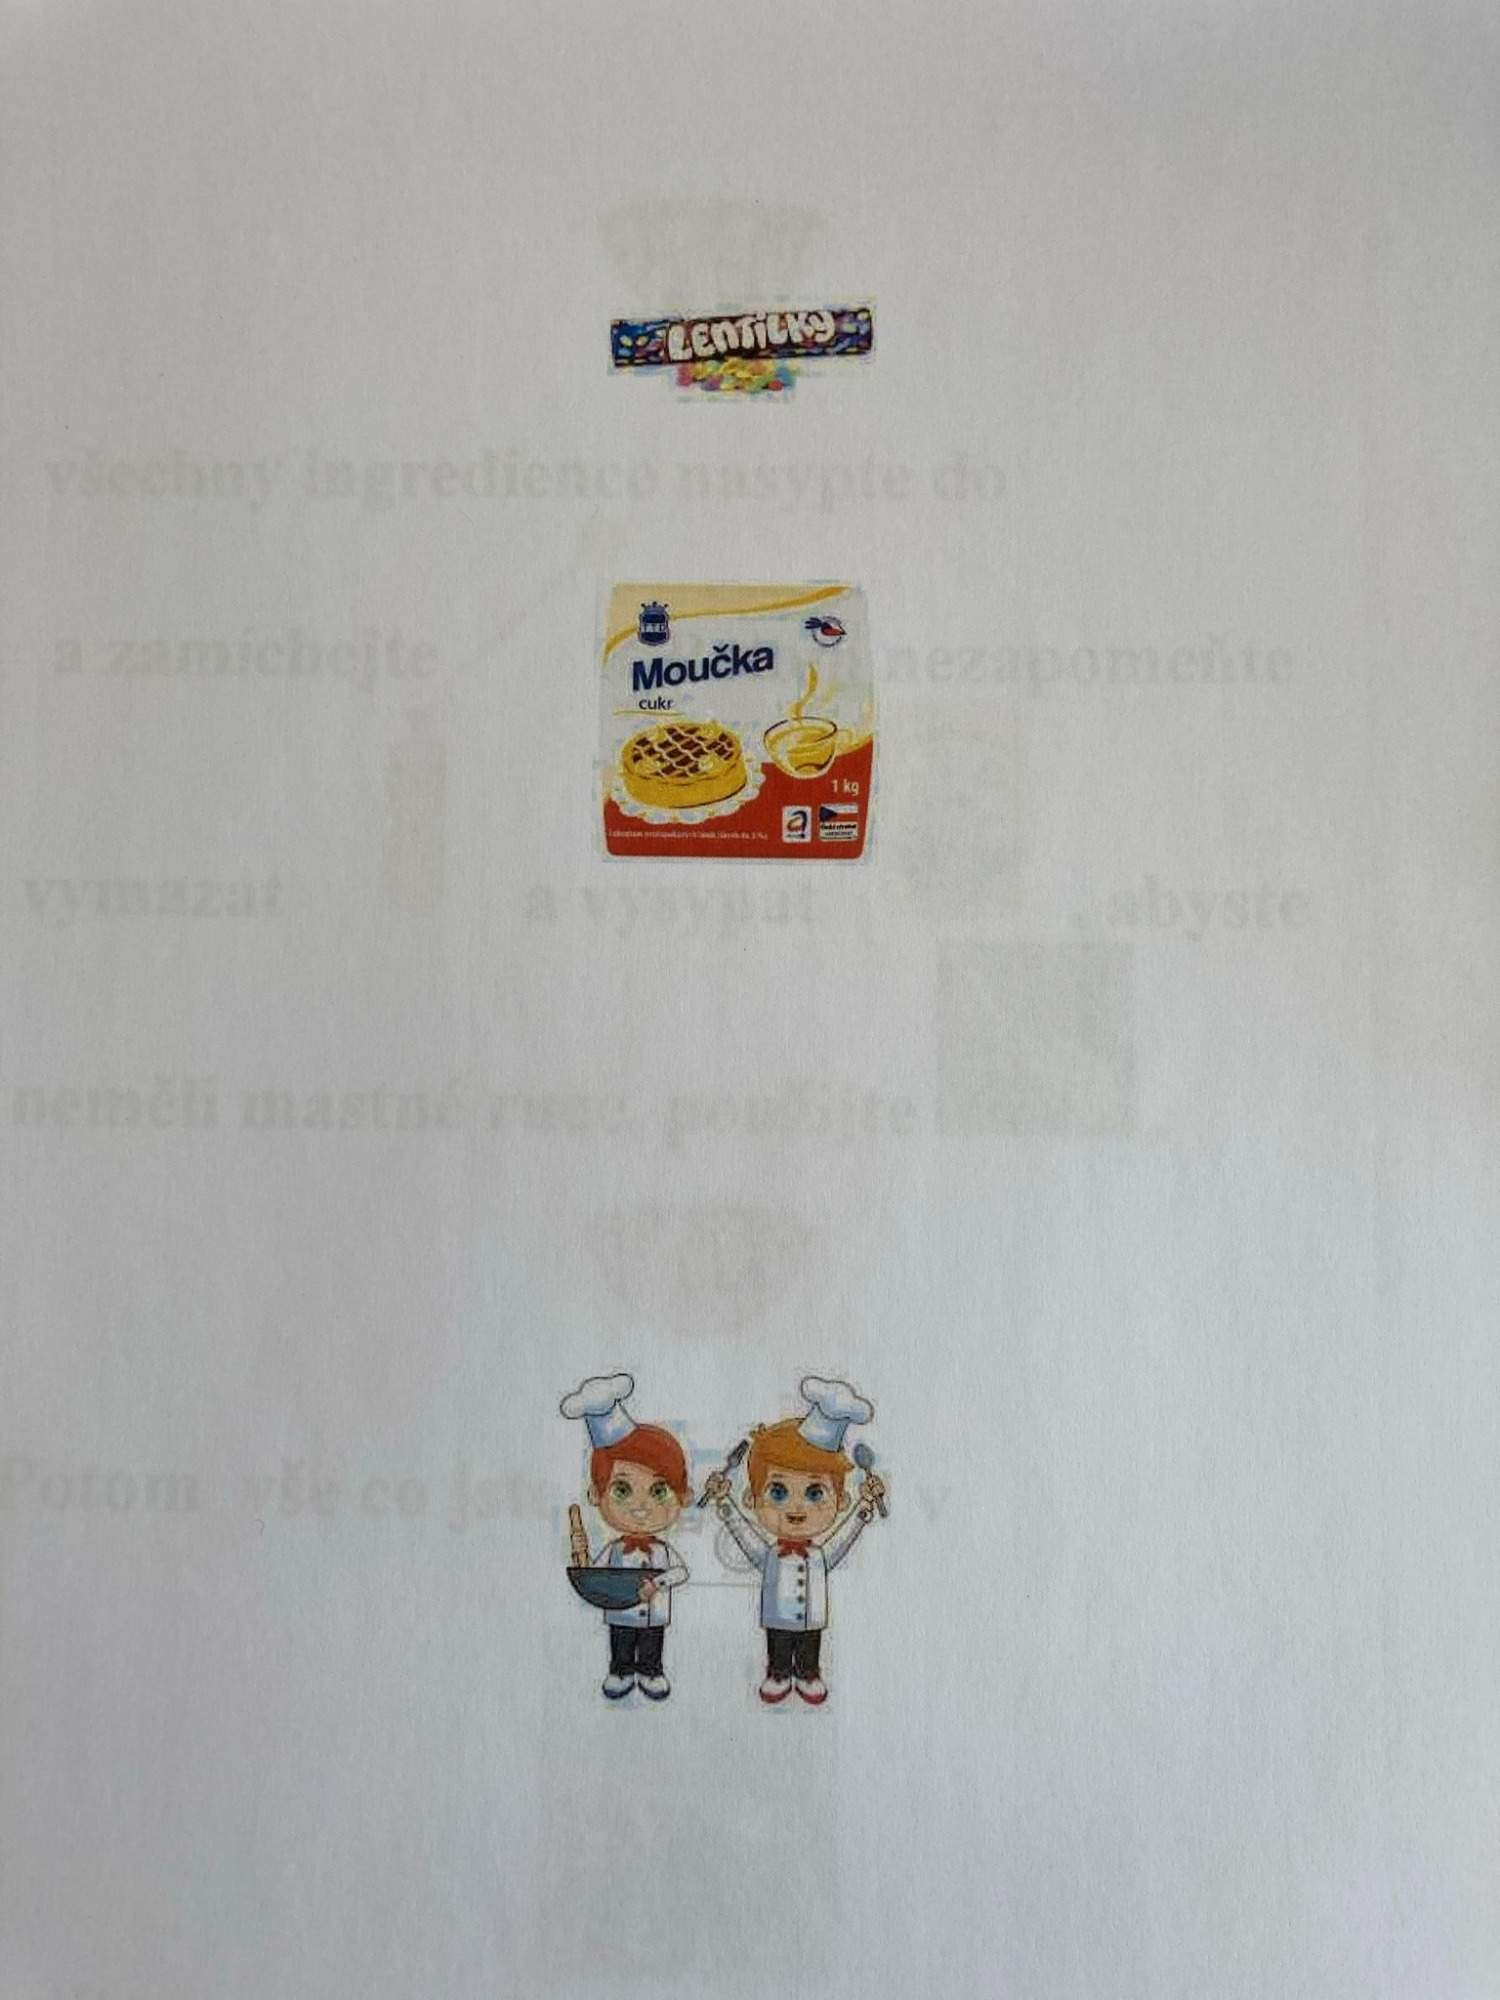 Lentilky
všechny ingredience nasypte do
TTD
Moučka
cukr
a zamíchejte nezapomeňte
1 kg
vymazat a vysypat , abyste
neměli mastné ruce, použijte .
Potom vše co jste v